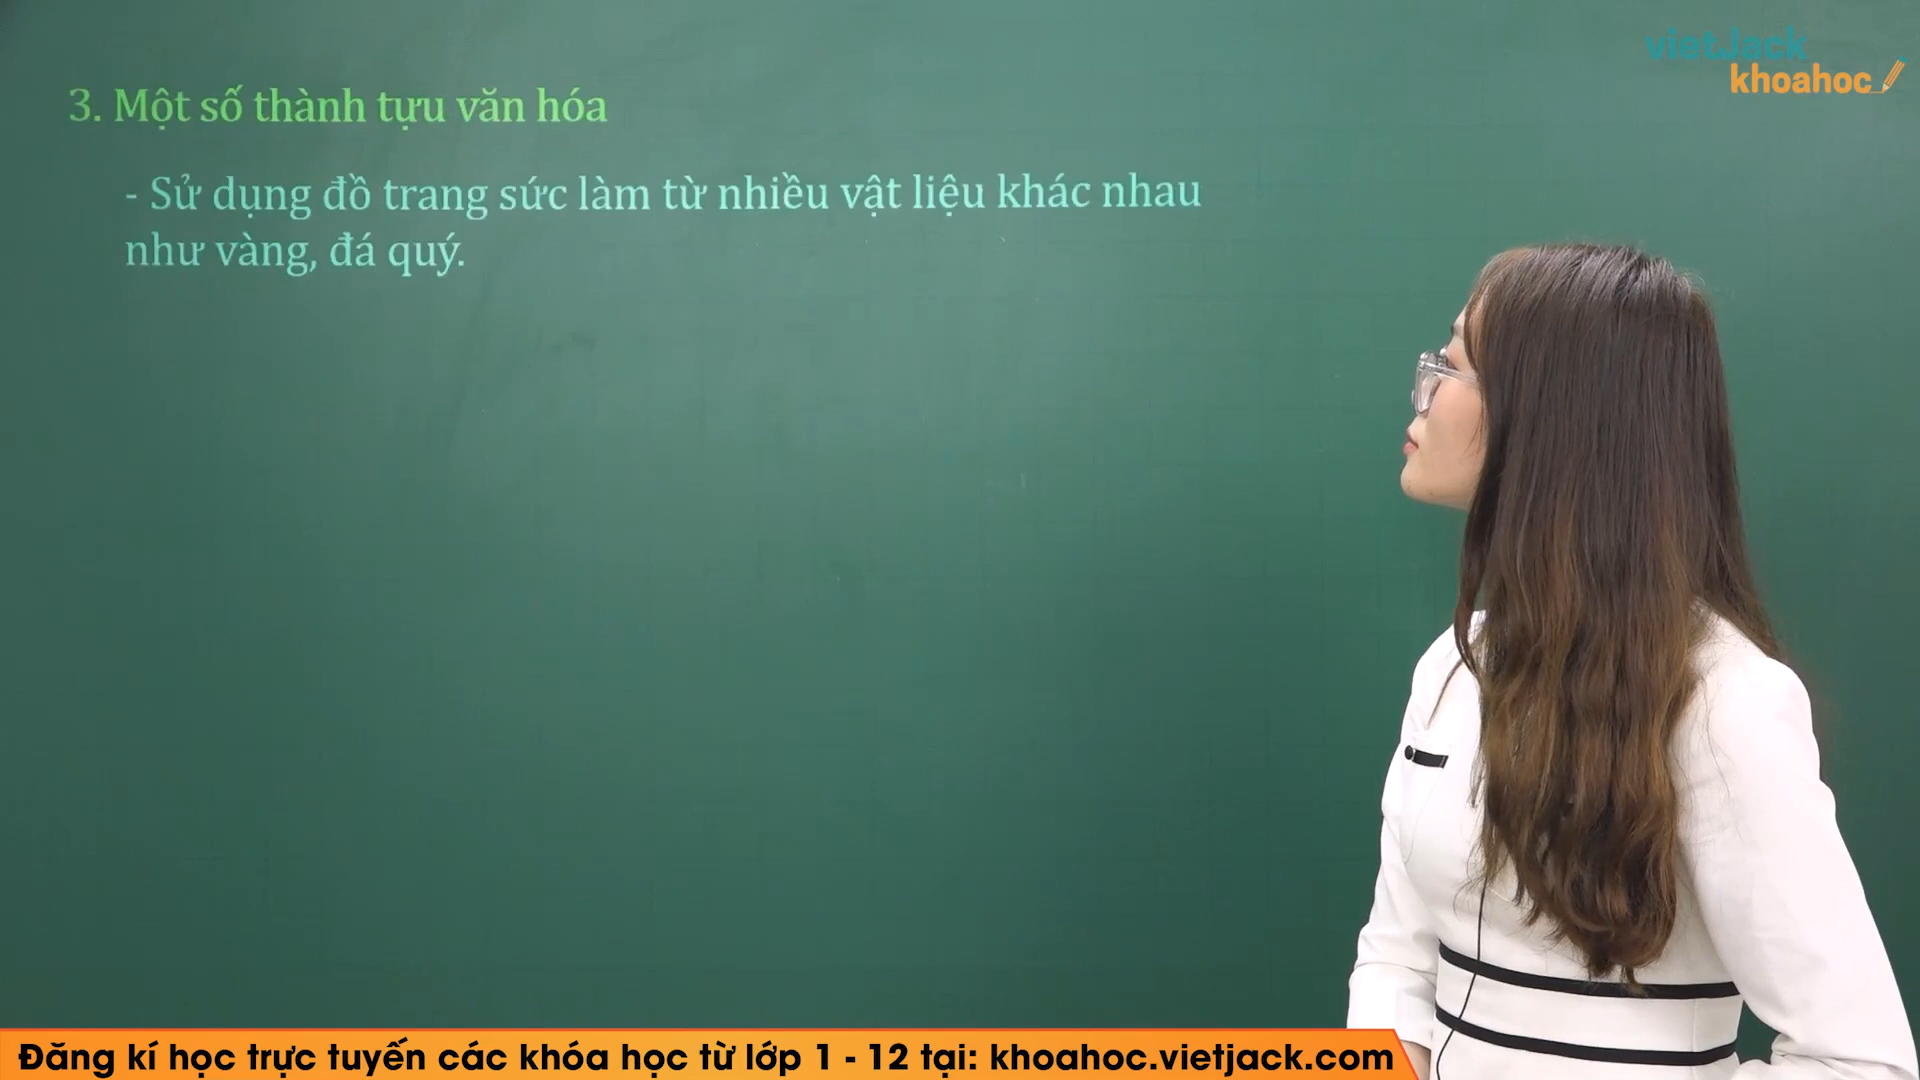 vietJack
khoahoc
3. Một số thành tựu văn hóa
- Sử dụng đồ trang sức làm từ nhiều vật liệu khác nhau
như vàng, đá quý.
Đăng kí học trực tuyến các khóa học từ lớp 1 - 12 tại: khoahoc.vietjack.com